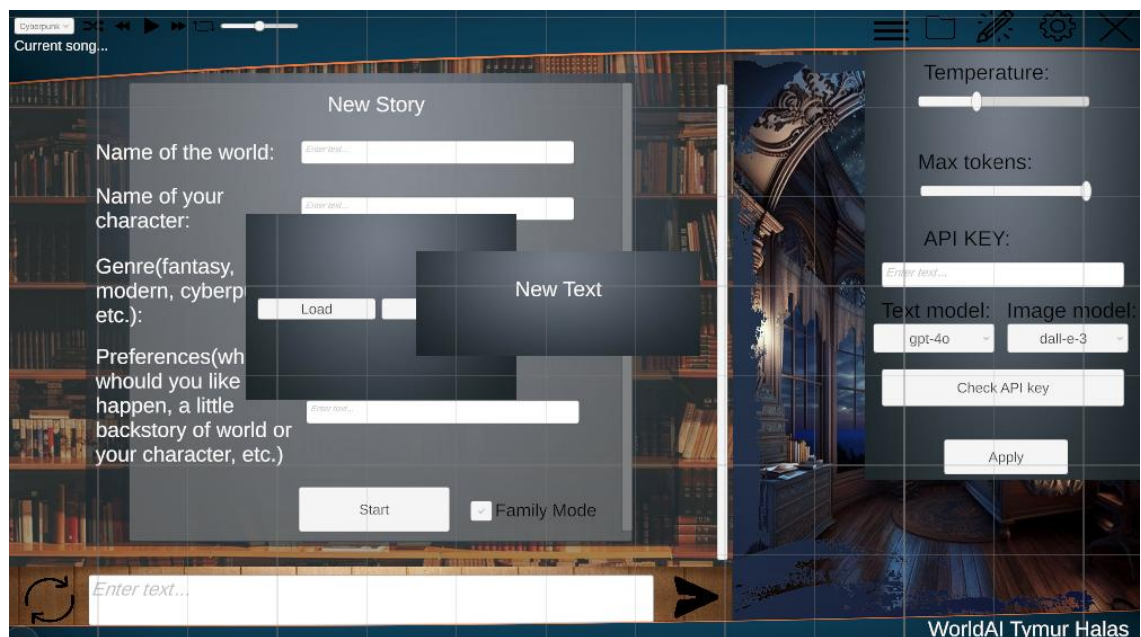 Cyberpunk
Current song...
New Story
Name of the world:
Enter text...
Name of your
character:
Enter text...
Genre(fantasy,
modern, cyberp
etc.):
Load
New Text
Preferences(wh
whould you like
happen, a little
backstory of world or
your character, etc.)
Enter text...
Start
Family Mode
Enter text...
Temperature:
Max tokens:
API KEY:
Enter text...
Text model: Image model:
gpt-4o dall-e-3
Check API key
Apply
WorldAI Tymur Halas